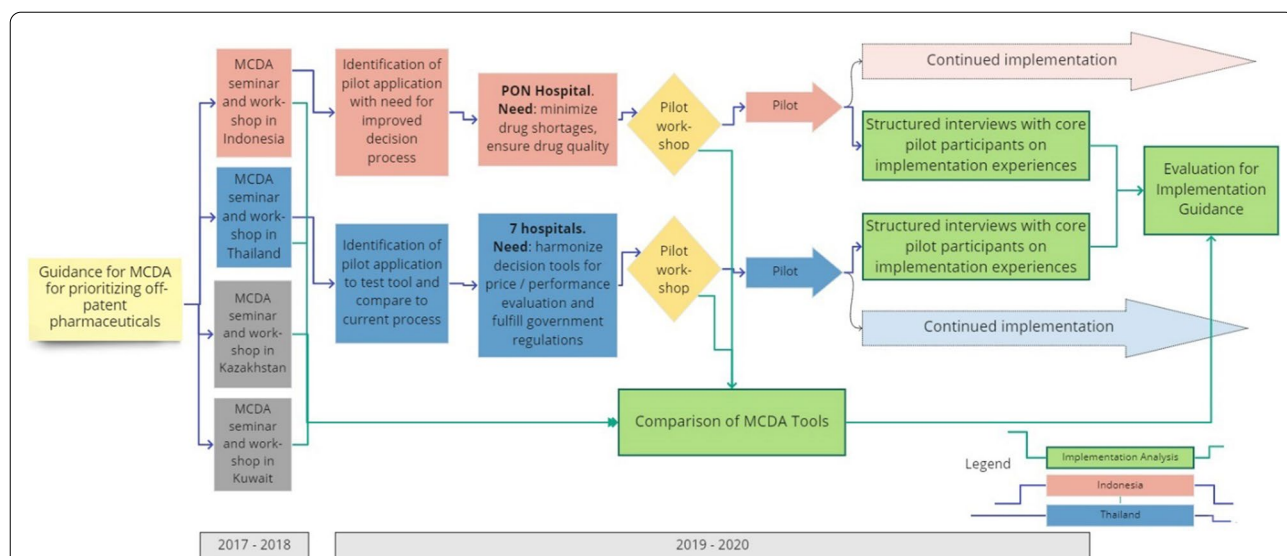 Guidance for MCDA
for prioritizing off-
patent
pharmaceuticals
MCDA
seminar
and work-
shop in
Indonesia
MCDA
seminar
and work-
shop in
Thailand
MCDA
seminar
and work-
shop in
Kazakhstan
MCDA
seminar
and work-
shop in
Kuwait
Identification of
pilot application
with need for
improved
decision
process
PON Hospital.
Need: minimize
drug shortages,
ensure drug quality
Pilot
work-
shop
Pilot
Continued implementation
Structured interviews with core
pilot participants on
implementation experiences
Identification of
pilot application
to test tool and
compare to
current process
7 hospitals.
Need: harmonize
decision tools for
price / performance
evaluation and
fulfill government
regulations
Pilot
work-
shop
Pilot
Structured interviews with core
pilot participants on
implementation experiences
Continued implementation
Evaluation for
Implementation
Guidance
Comparison of MCDA Tools
Legend
Implementation Analysis
Indonesia
Thailand
2017 - 2018
2019 - 2020